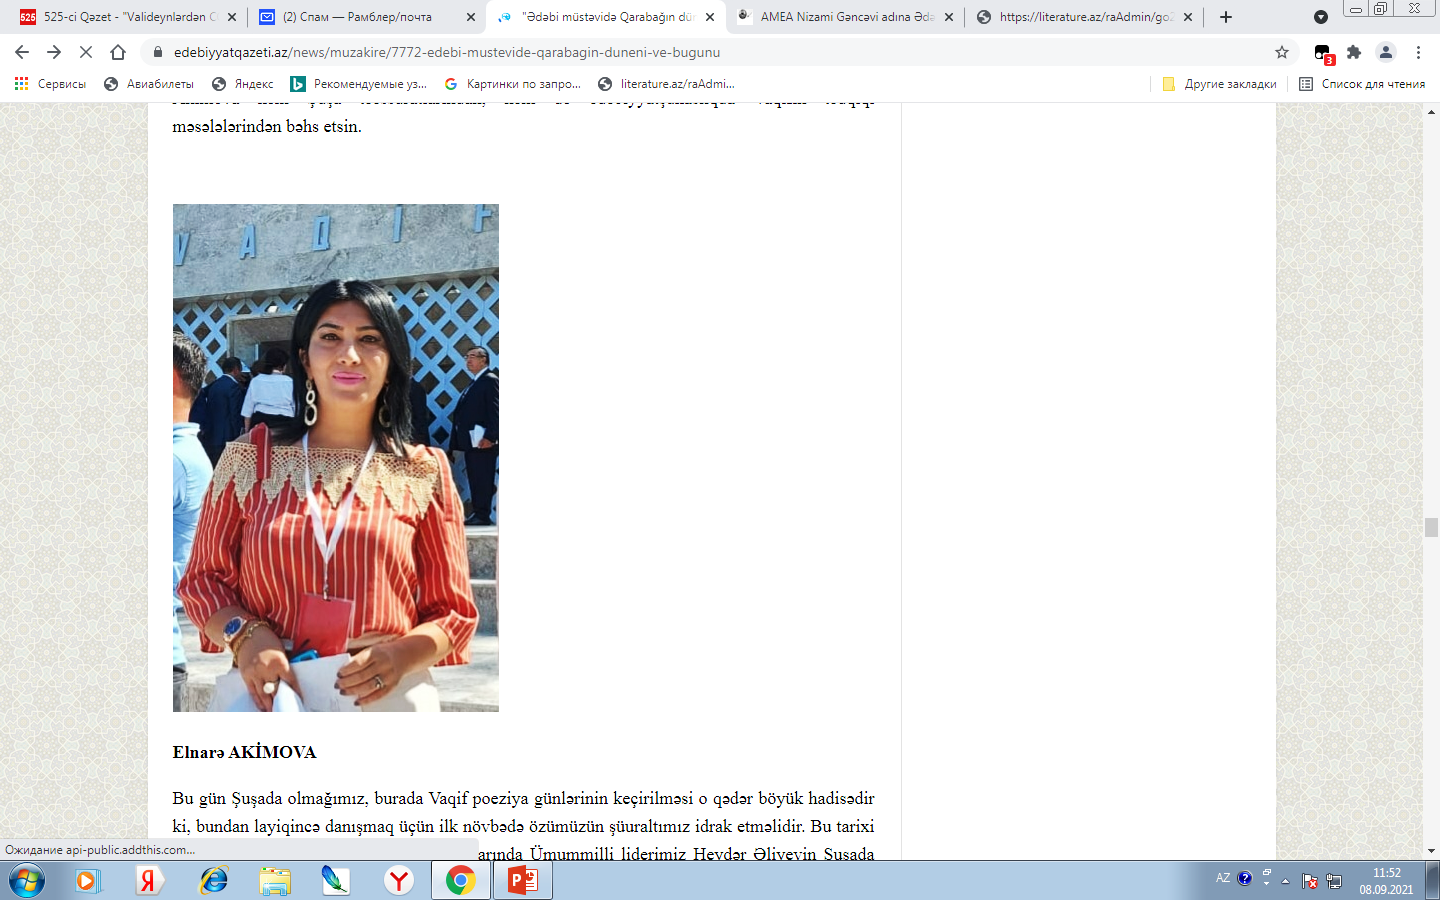 525-ci Qəzet - "Valideynlərdən
(2) Спам — Рамблер/почта
"Ədəbi müstəvidə Qarabağın
AMEA Nizami Gəncəvi adına
https://literature.az/raAdmin/
edebiyyatqazeti.az/news/muzakire/7772-edebi-mustevide-qarabagin-duneni-ve-bugunu
3
Сервисы Авиабилеты Яндекс Рекомендуемые уз... Картинки по запро... literature.az/raAdmi... Другие закладки Список для чтения
məsələlərindən bəhs etsin.
V A Q I F
Elnarə AKİMOVA
Bu gün Şuşada olmağımız, burada Vaqif poeziya günlərinin keçirilməsi o qədər böyük hadisədir
ki, bundan layiqincə danışmaq üçün ilk növbədə özümüzün şüuraltımız idrak etməlidir. Bu tarixi
Ожидание api-public.addthis.com...
arında Ümummilli liderimiz Heydər Əliyevin Şuşada
AZ
11:52
08.09.2021